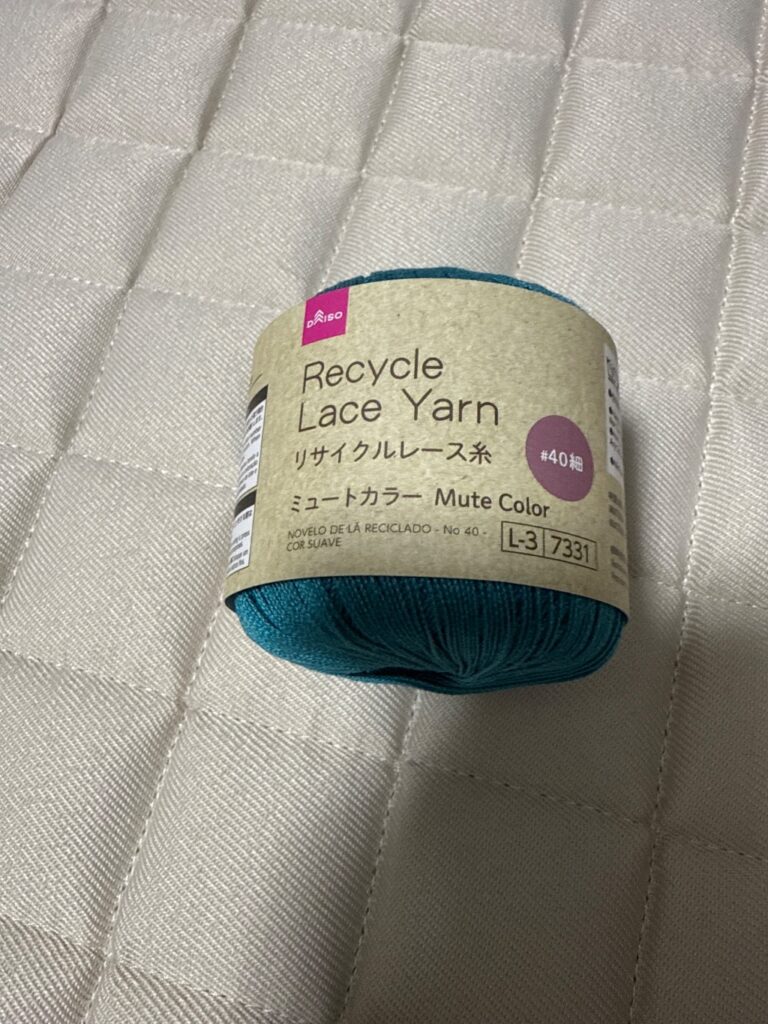 DAISO
Recycle
Lace Yarn
リサイクルレース糸
#40細
ミュートカラー Mute Color
NOVELO DE LÃ RECICLADO - No 40 -
COR SUAVE
L-3 7331